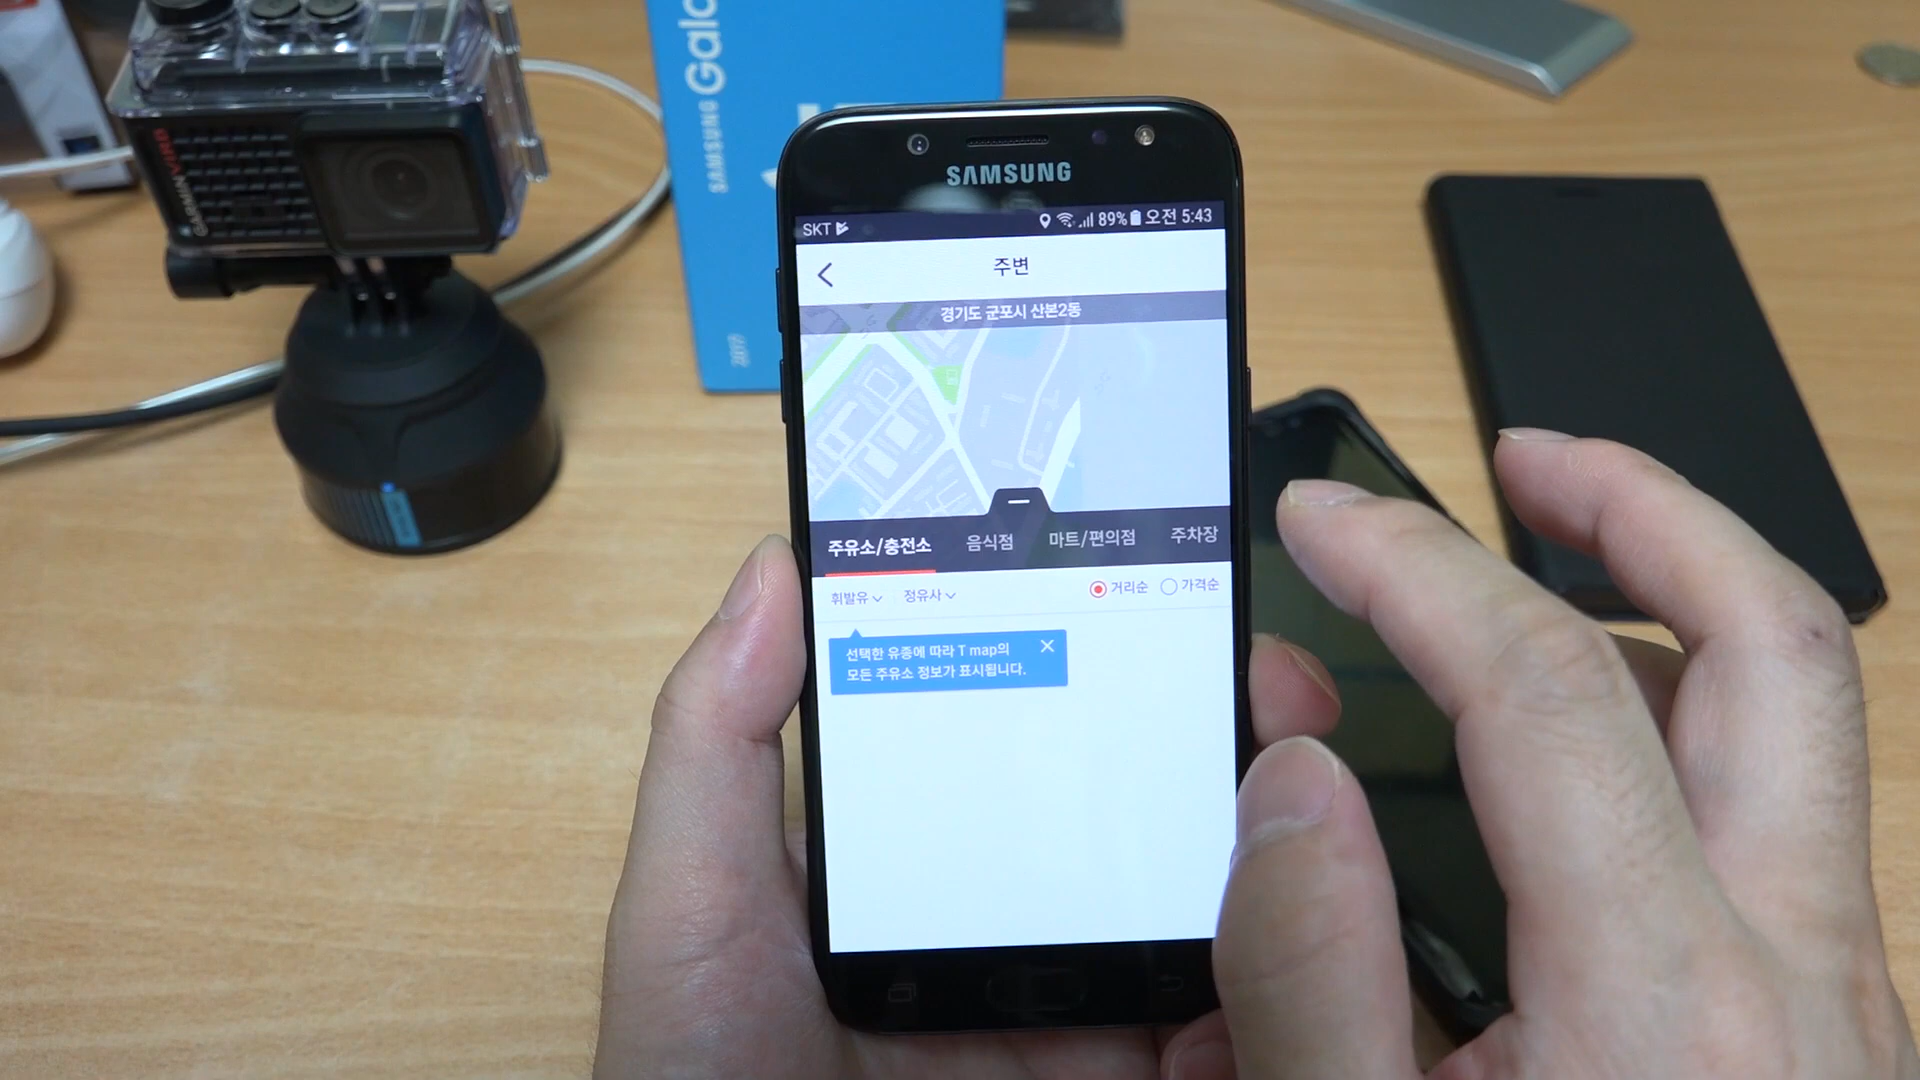 GARMIN VIRB
SAMSUNG Gala
2017
SAMSUNG
SKT 89% 오전 5:43
주변
경기도 군포시 산본2동
주유소/충전소 음식점 마트/편의점 주차장
휘발유 정유사 거리순 가격순
선택한 유종에 따라 T map의
모든 주유소 정보가 표시됩니다.